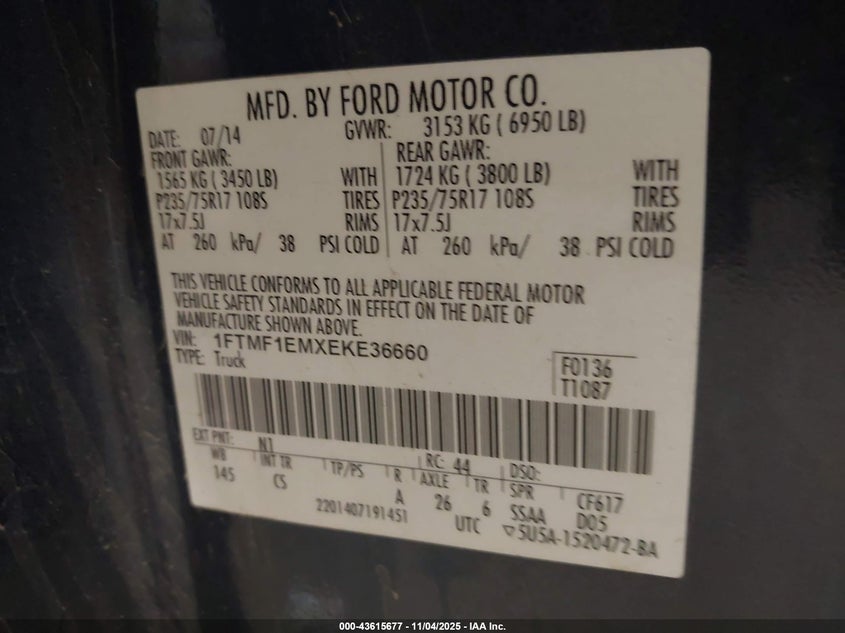 MFD. BY FORD MOTOR CO.
DATE: 07/14 GVWR: 3153 KG ( 6950 LB)
FRONT GAWR: REAR GAWR:
1565 KG ( 3450 LB) WITH 1724 KG ( 3800 LB) WITH
P235/75R17 108S TIRES P235/75R17 108S TIRES
17x7.5J RIMS 17x7.5J RIMS
AT 260 kPa/ 38 PSI COLD AT 260 kPa/ 38 PSI COLD
THIS VEHICLE CONFORMS TO ALL APPLICABLE FEDERAL MOTOR
VEHICLE SAFETY STANDARDS IN EFFECT ON THE DATE OF
MANUFACTURE SHOWN ABOVE.
VIN: 1FTMF1EMXEKE36660
TYPE: Truck
F0136
T1087
EXT PNT: N1 RC: 44 DSO:
WB INT TR TP/PS R AXLE TR SPR CF617
145 CS A 26 6 SSAA D05
2201407191451 UTC ▽5U5A-1520472-BA
000-43615677 - 11/04/2025 - IAA Inc.